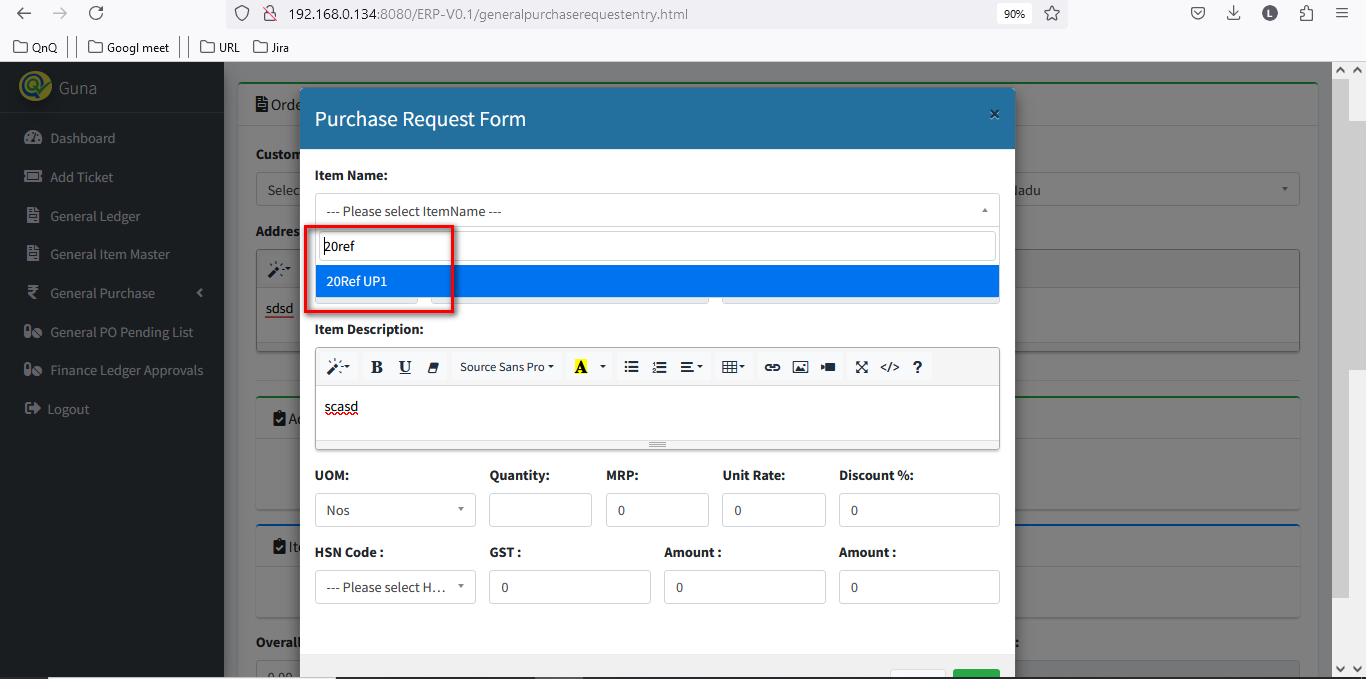 192.168.0.134:8080/ERP-V0.1/generalpurchaserequestentry.html 90% L
QnQ Googl meet URL Jira
Guna
Dashboard
Add Ticket
General Ledger
General Item Master
General Purchase
General PO Pending List
Finance Ledger Approvals
Logout
Purchase Request Form ×
Item Name:
--- Please select ItemName ---
20ref
20Ref UP1
sdsd
Item Description:
B U Source Sans Pro A </> ?
scasd
UOM: Quantity: MRP: Unit Rate: Discount %:
Nos 0 0 0
HSN Code : GST : Amount : Amount :
--- Please select H... 0 0 0
Overall